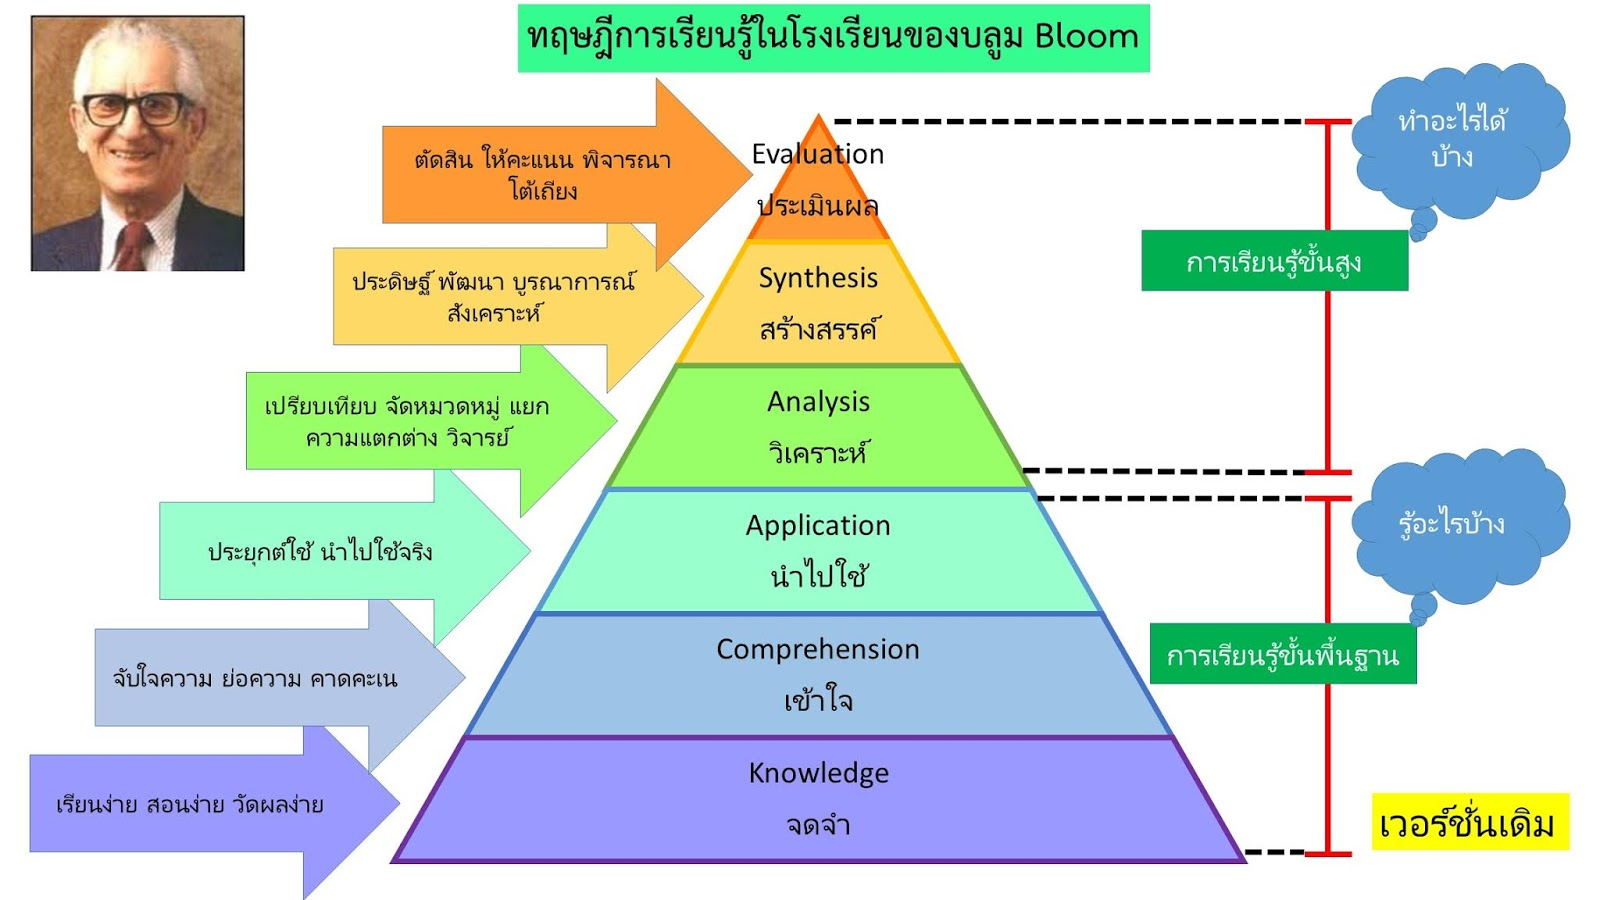 ทฤษฎีการเรียนรู้ในโรงเรียนของบลูม Bloom
ตัดสิน ให้คะแนน พิจารณา
โต้เถียง
Evaluation
ประเมินผล
ทำอะไรได้
บ้าง
การเรียนรู้ขั้นสูง
ประดิษฐ์ พัฒนา บูรณาการณ์
สังเคราะห์
Synthesis
สร้างสรรค์
เปรียบเทียบ จัดหมวดหมู่ แยก
ความแตกต่าง วิจารย์
Analysis
วิเคราะห์
ประยุกต์ใช้ นำไปใช้จริง
Application
นำไปใช้
รู้อะไรบ้าง
การเรียนรู้ขั้นพื้นฐาน
จับใจความ ย่อความ คาดคะเน
Comprehension
เข้าใจ
เรียนง่าย สอนง่าย วัดผลง่าย
Knowledge
จดจำ
เวอร์ชั่นเดิม